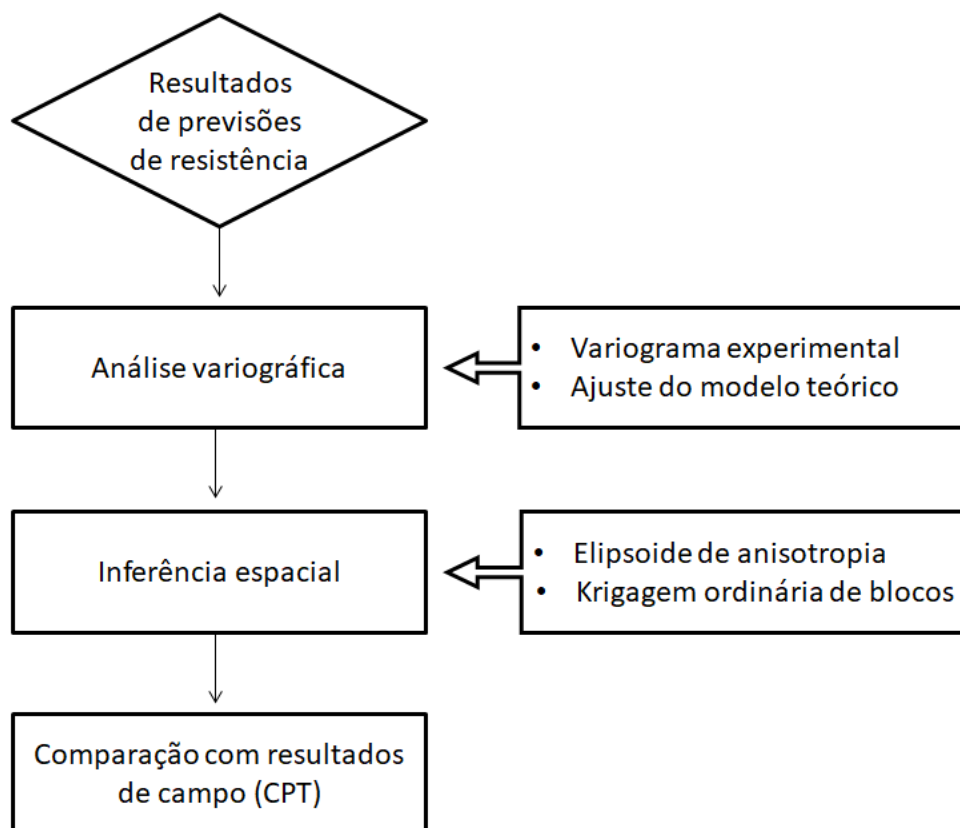 Resultados
de previsões
de resistência
Análise variográfica
• Variograma experimental
• Ajuste do modelo teórico
Inferência espacial
• Elipsoide de anisotropia
• Krigagem ordinária de blocos
Comparação com resultados
de campo (CPT)